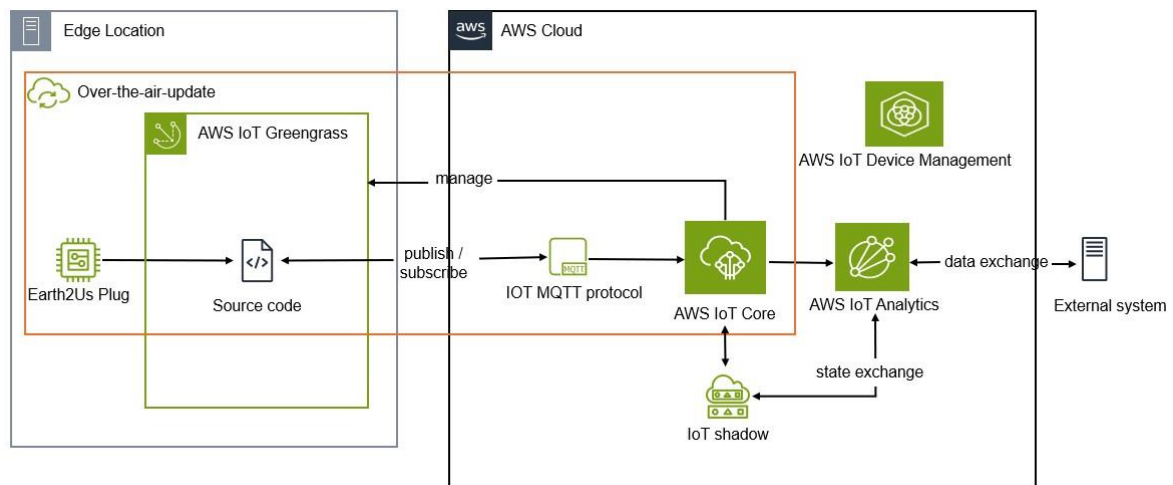 Edge Location
aws
AWS Cloud
Over-the-air-update
AWS IoT Greengrass
AWS IoT Device Management
manage
publish /
subscribe
MQTT
data exchange
Earth2Us Plug
Source code
IOT MQTT protocol
AWS IoT Core
AWS IoT Analytics
External system
state exchange
IoT shadow